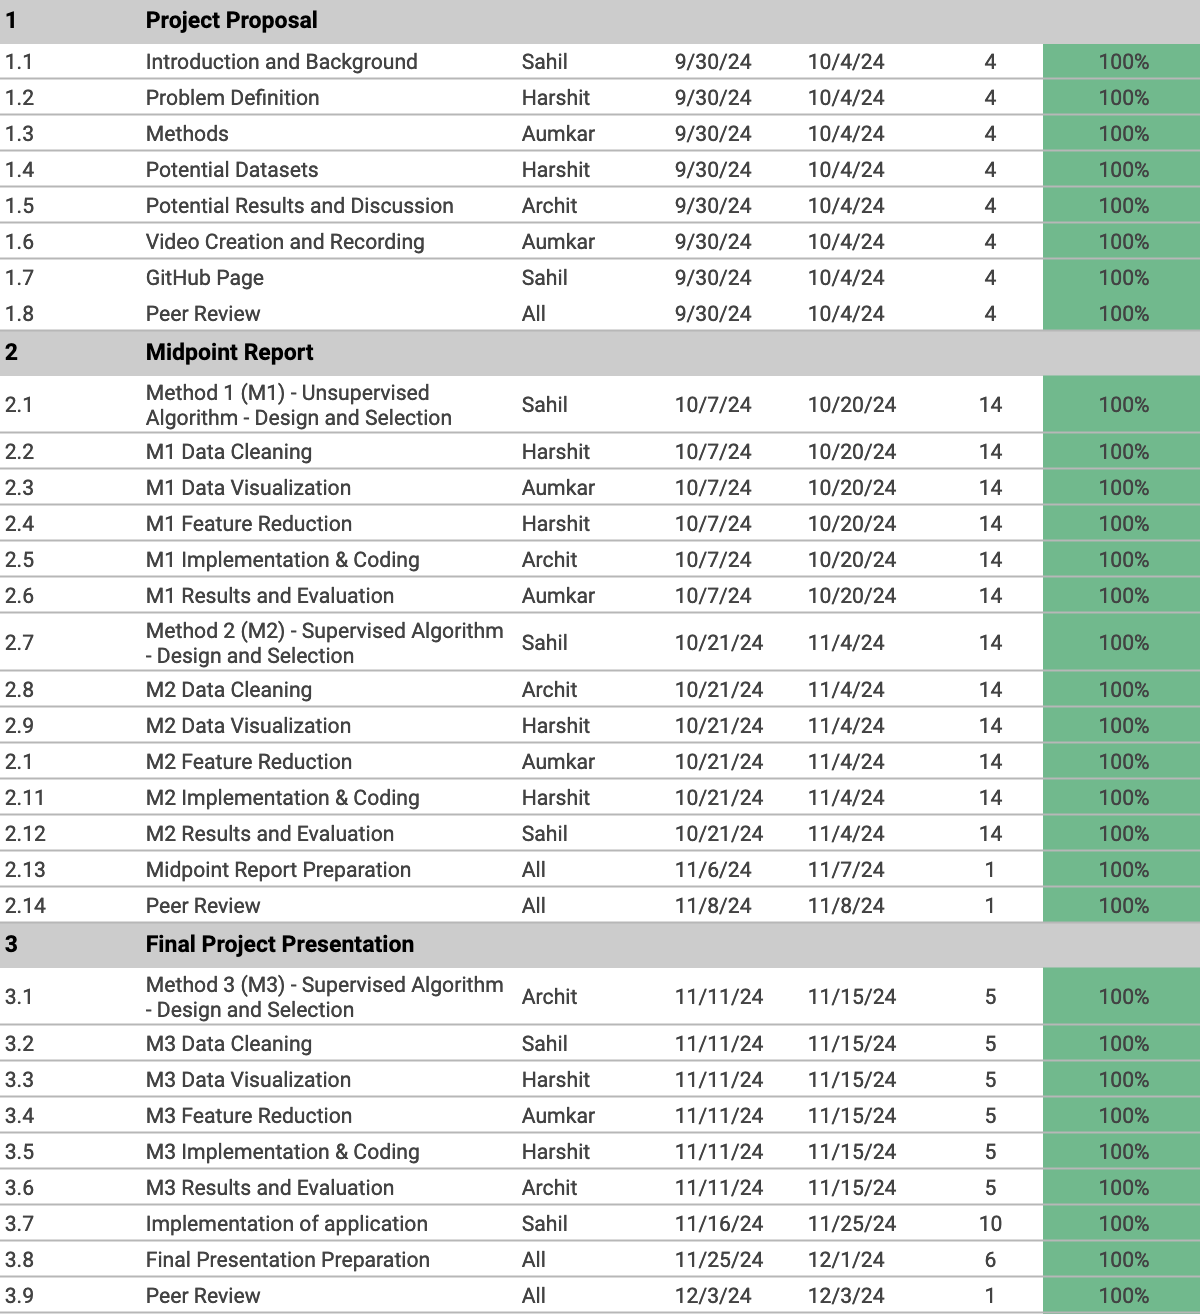 1 Project Proposal
1.1 Introduction and Background Sahil 9/30/24 10/4/24 4 100%
1.2 Problem Definition Harshit 9/30/24 10/4/24 4 100%
1.3 Methods Aumkar 9/30/24 10/4/24 4 100%
1.4 Potential Datasets Harshit 9/30/24 10/4/24 4 100%
1.5 Potential Results and Discussion Archit 9/30/24 10/4/24 4 100%
1.6 Video Creation and Recording Aumkar 9/30/24 10/4/24 4 100%
1.7 GitHub Page Sahil 9/30/24 10/4/24 4 100%
1.8 Peer Review All 9/30/24 10/4/24 4 100%
2 Midpoint Report
Method 1 (M1) - Unsupervised
2.1 Algorithm - Design and Selection Sahil 10/7/24 10/20/24 14 100%
2.2 M1 Data Cleaning Harshit 10/7/24 10/20/24 14 100%
2.3 M1 Data Visualization Aumkar 10/7/24 10/20/24 14 100%
2.4 M1 Feature Reduction Harshit 10/7/24 10/20/24 14 100%
2.5 M1 Implementation & Coding Archit 10/7/24 10/20/24 14 100%
2.6 M1 Results and Evaluation Aumkar 10/7/24 10/20/24 14 100%
Method 2 (M2) - Supervised Algorithm
2.7 - Design and Selection Sahil 10/21/24 11/4/24 14 100%
2.8 M2 Data Cleaning Archit 10/21/24 11/4/24 14 100%
2.9 M2 Data Visualization Harshit 10/21/24 11/4/24 14 100%
2.1 M2 Feature Reduction Aumkar 10/21/24 11/4/24 14 100%
2.11 M2 Implementation & Coding Harshit 10/21/24 11/4/24 14 100%
2.12 M2 Results and Evaluation Sahil 10/21/24 11/4/24 14 100%
2.13 Midpoint Report Preparation All 11/6/24 11/7/24 1 100%
2.14 Peer Review All 11/8/24 11/8/24 1 100%
3 Final Project Presentation
Method 3 (M3) - Supervised Algorithm
3.1 - Design and Selection Archit 11/11/24 11/15/24 5 100%
3.2 M3 Data Cleaning Sahil 11/11/24 11/15/24 5 100%
3.3 M3 Data Visualization Harshit 11/11/24 11/15/24 5 100%
3.4 M3 Feature Reduction Aumkar 11/11/24 11/15/24 5 100%
3.5 M3 Implementation & Coding Harshit 11/11/24 11/15/24 5 100%
3.6 M3 Results and Evaluation Archit 11/11/24 11/15/24 5 100%
3.7 Implementation of application Sahil 11/16/24 11/25/24 10 100%
3.8 Final Presentation Preparation All 11/25/24 12/1/24 6 100%
3.9 Peer Review All 12/3/24 12/3/24 1 100%